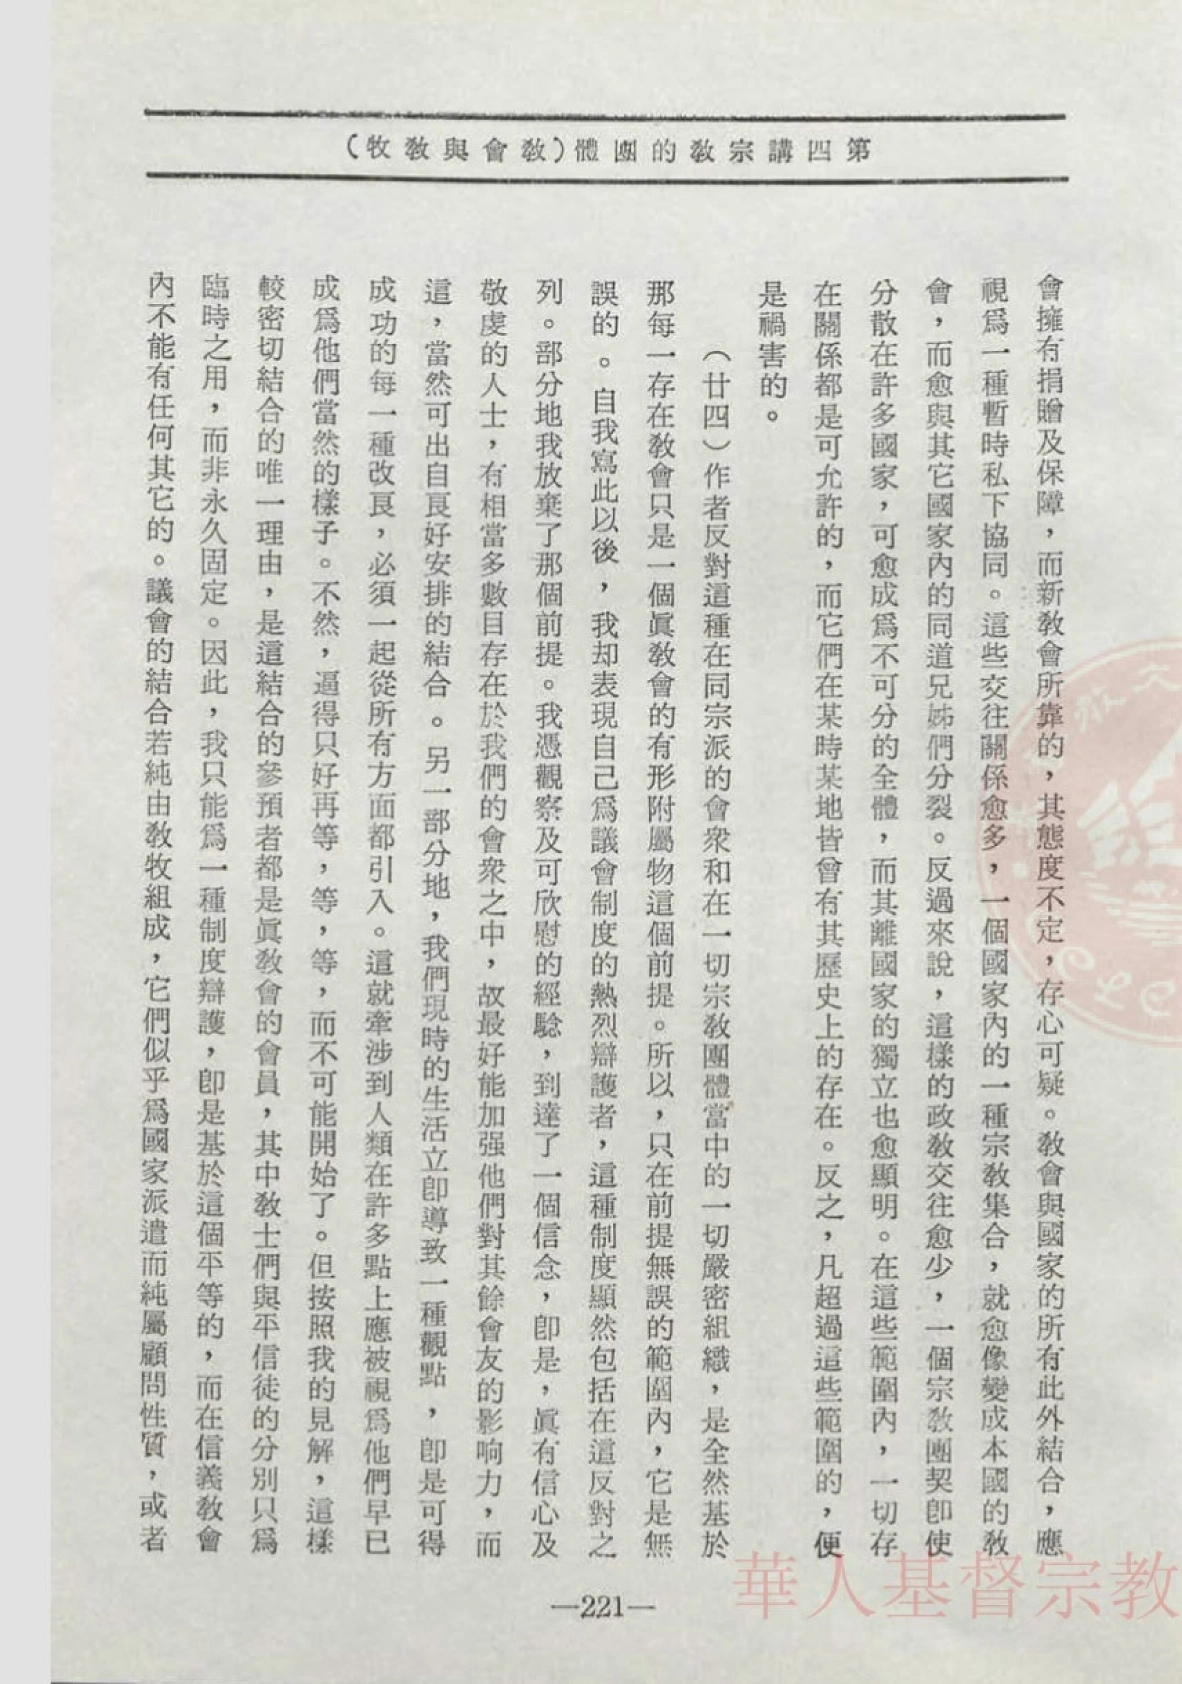 第四講宗教的團體(教會與教牧)
會擁有捐贈及保障，而新教會所靠的，其態度不定，存心可疑。教會與國家的所有此外結合，應
視爲一種暫時私下協同。這些交往關係愈多，一個國家內的一種宗教集合，就愈像變成本國的教
會，而愈與其它國家內的同道兄姊們分裂。反過來說，這樣的政教交往愈少，一個宗教團契卽使
分散在許多國家，可愈成爲不可分的全體，而其離國家的獨立也愈顯明。在這些範圍內，一切存
在關係都是可允許的，而它們在某時某地皆曾有其歷史上的存在。反之，凡超過這些範圍的，便
是禍害的。
（廿四）作者反對這種在同宗派的會衆和在一切宗教團體當中的一切嚴密組織，是全然基於
那每一存在教會只是一個眞教會的有形附屬物這個前提。所以，只在前提無誤的範圍內，它是無
誤的。自我寫此以後，我却表現自己爲議會制度的熱烈辯護者，這種制度顯然包括在這反對之
列。部分地我放棄了那個前提。我憑觀察及可欣慰的經驗，到達了一個信念，卽是，眞有信心及
敬虔的人士，有相當多數目存在於我們的會衆之中，故最好能加强他們對其餘會友的影响力，而
這，當然可出自良好安排的結合。另一部分地，我們現時的生活立卽導致一種觀點，卽是可得
成功的每一種改良，必須一起從所有方面都引入。這就牽涉到人類在許多點上應被視爲他們早已
成爲他們當然的樣子。不然，逼得只好再等，等，等，而不可能開始了。但按照我的見解，這樣
較密切結合的唯一理由，是這結合的參預者都是眞教會的會員，其中教士們與平信徒的分別只爲
臨時之用，而非永久固定。因此，我只能爲一種制度辯護，卽是基於這個平等的，而在信義教會
內不能有任何其它的。議會的結合若純由教牧組成，它們似乎爲國家派遣而純屬顧問性質，或者
—221—
華人基督宗教